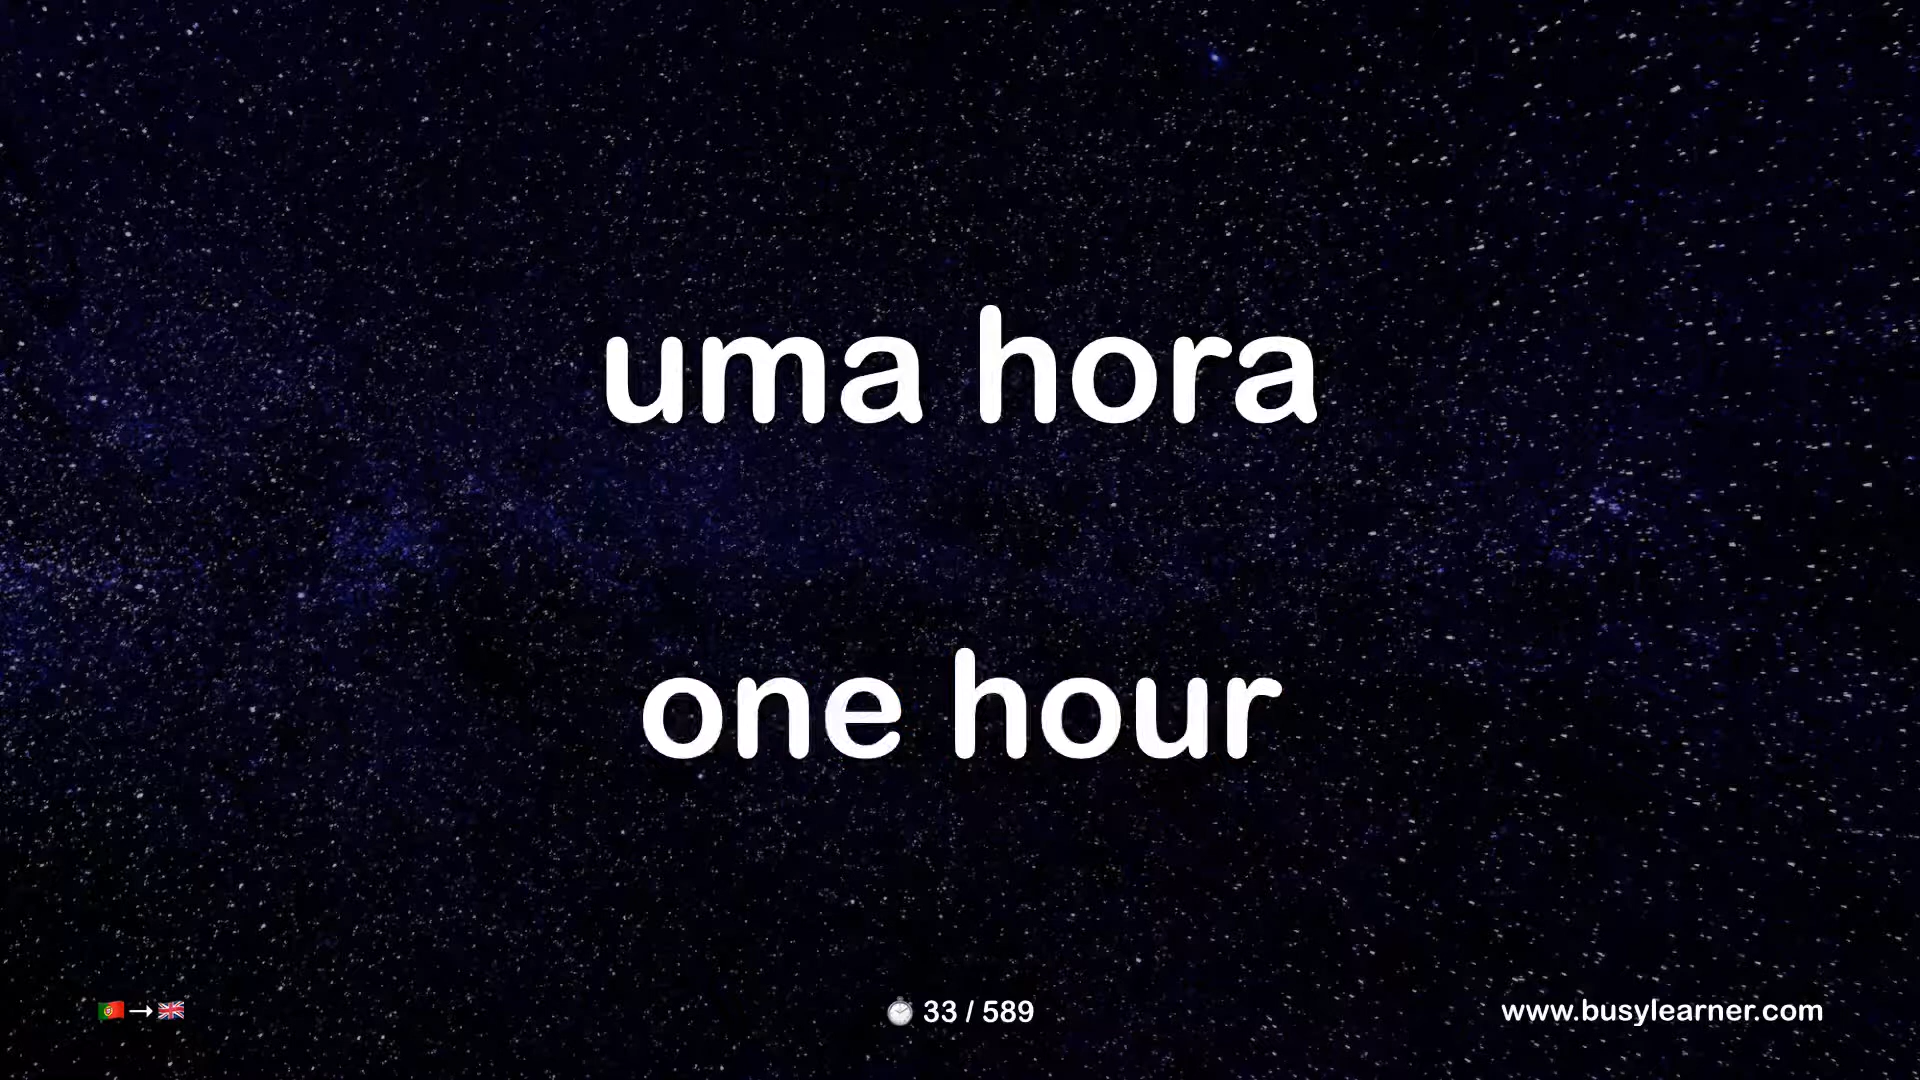 uma hora
one hour
→
33 / 589
www.busylearner.com